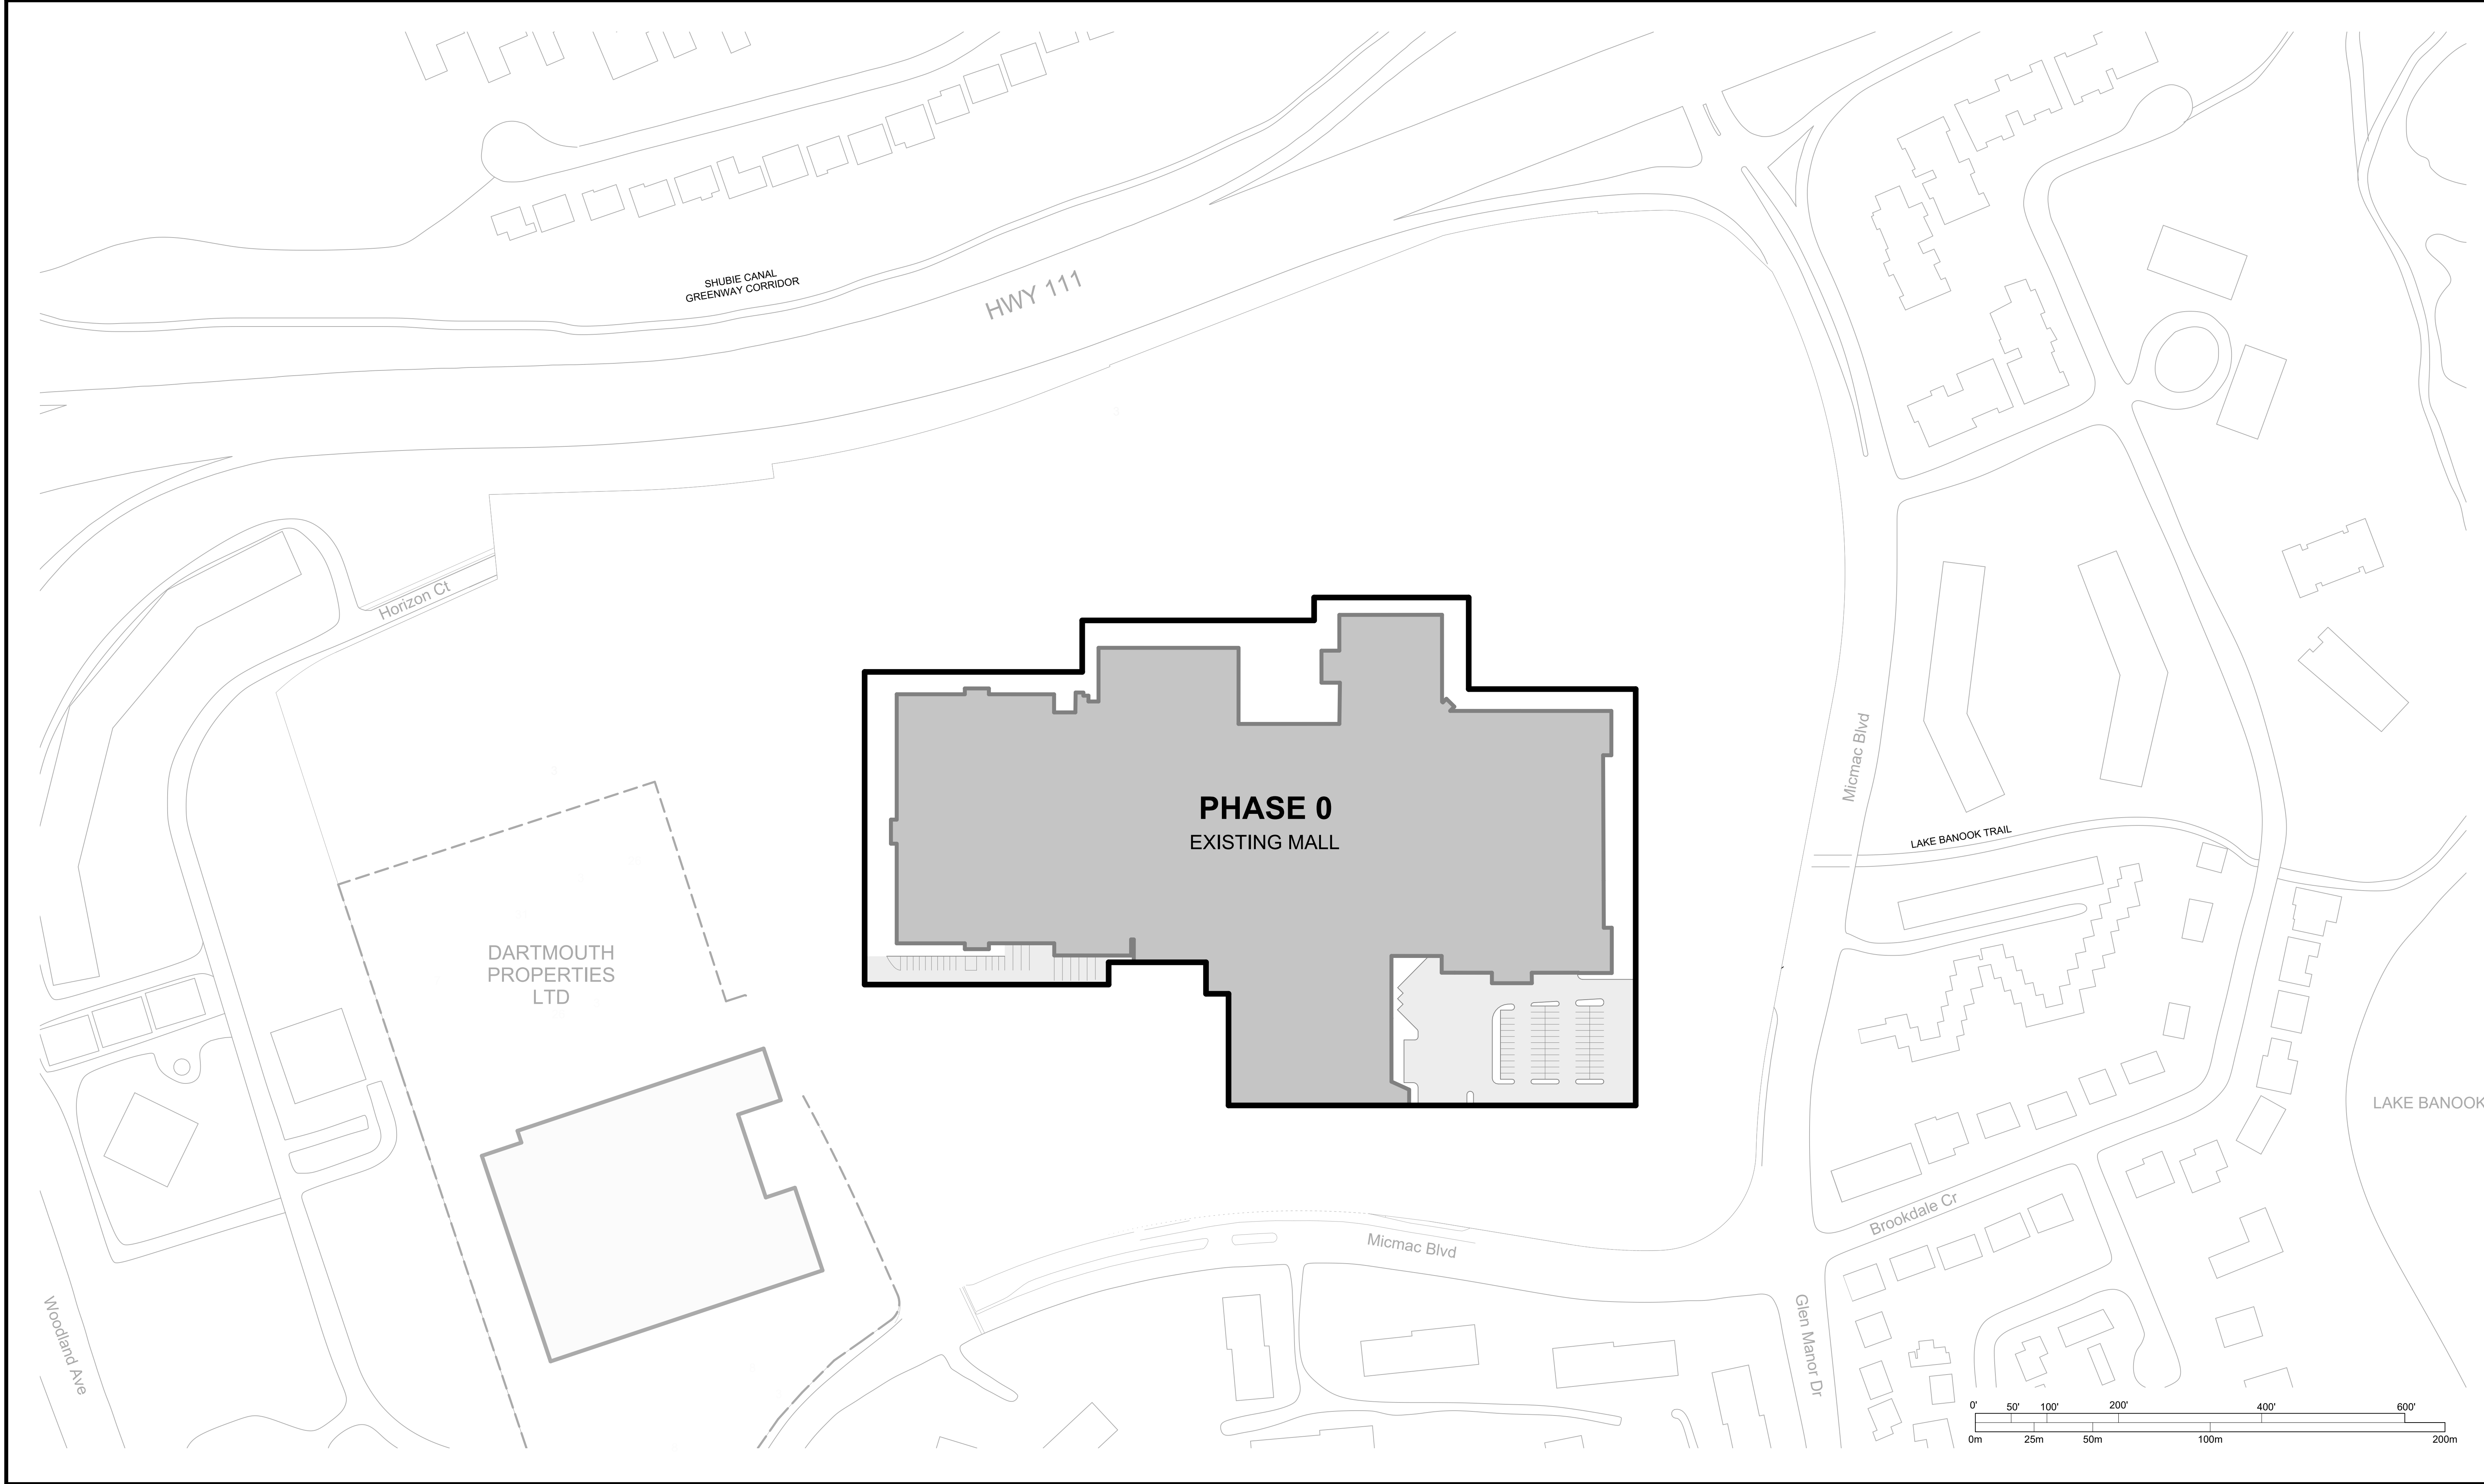 SHUBIE CANAL
GREENWAY CORRIDOR
HWY 111
Horizon Ct
Micmac Blvd
PHASE 0
EXISTING MALL
LAKE BANOOK TRAIL
DARTMOUTH
PROPERTIES
LTD
LAKE BANOOK
Brookdale Cr
Micmac Blvd
Woodland Ave
Glen Manor Dr
0' 50' 100' 200' 400' 600'
0m 25m 50m 100m 200m